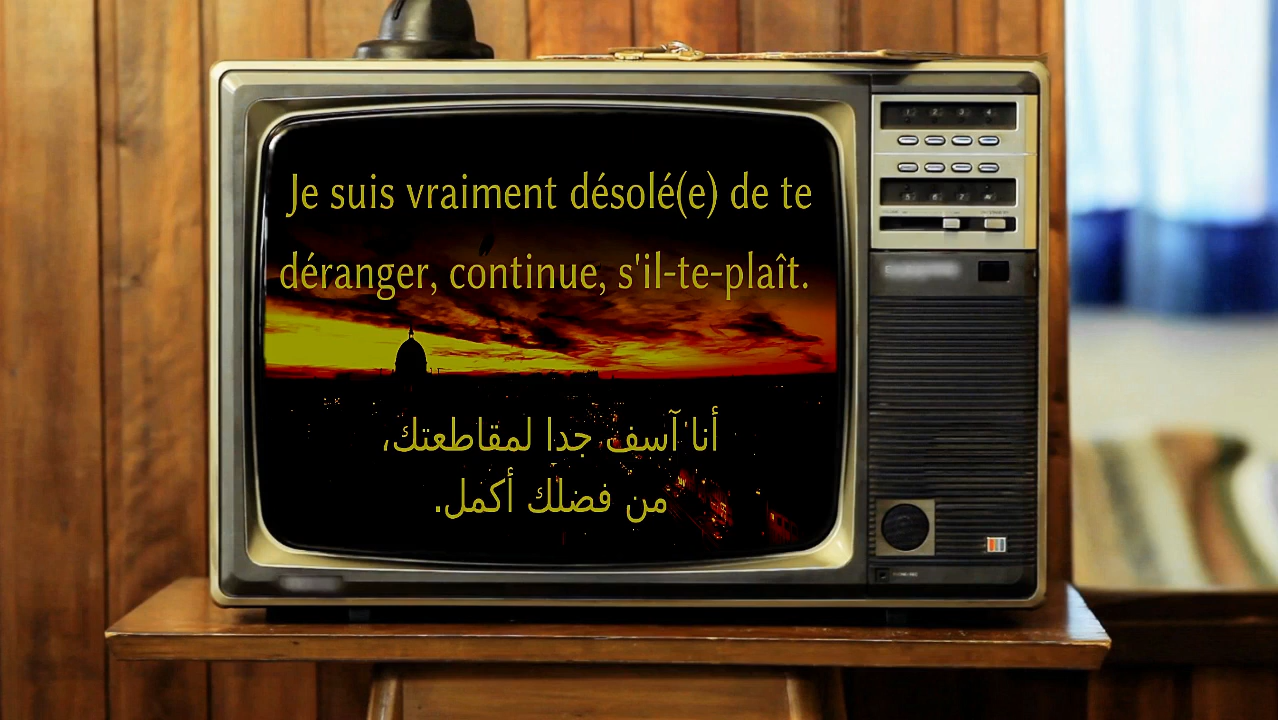 Je suis vraiment désolé(e) de te
déranger, continue, s'il-te-plaît.
أنا آسف جدا لمقاطعتك،
من فضلك أكمل.